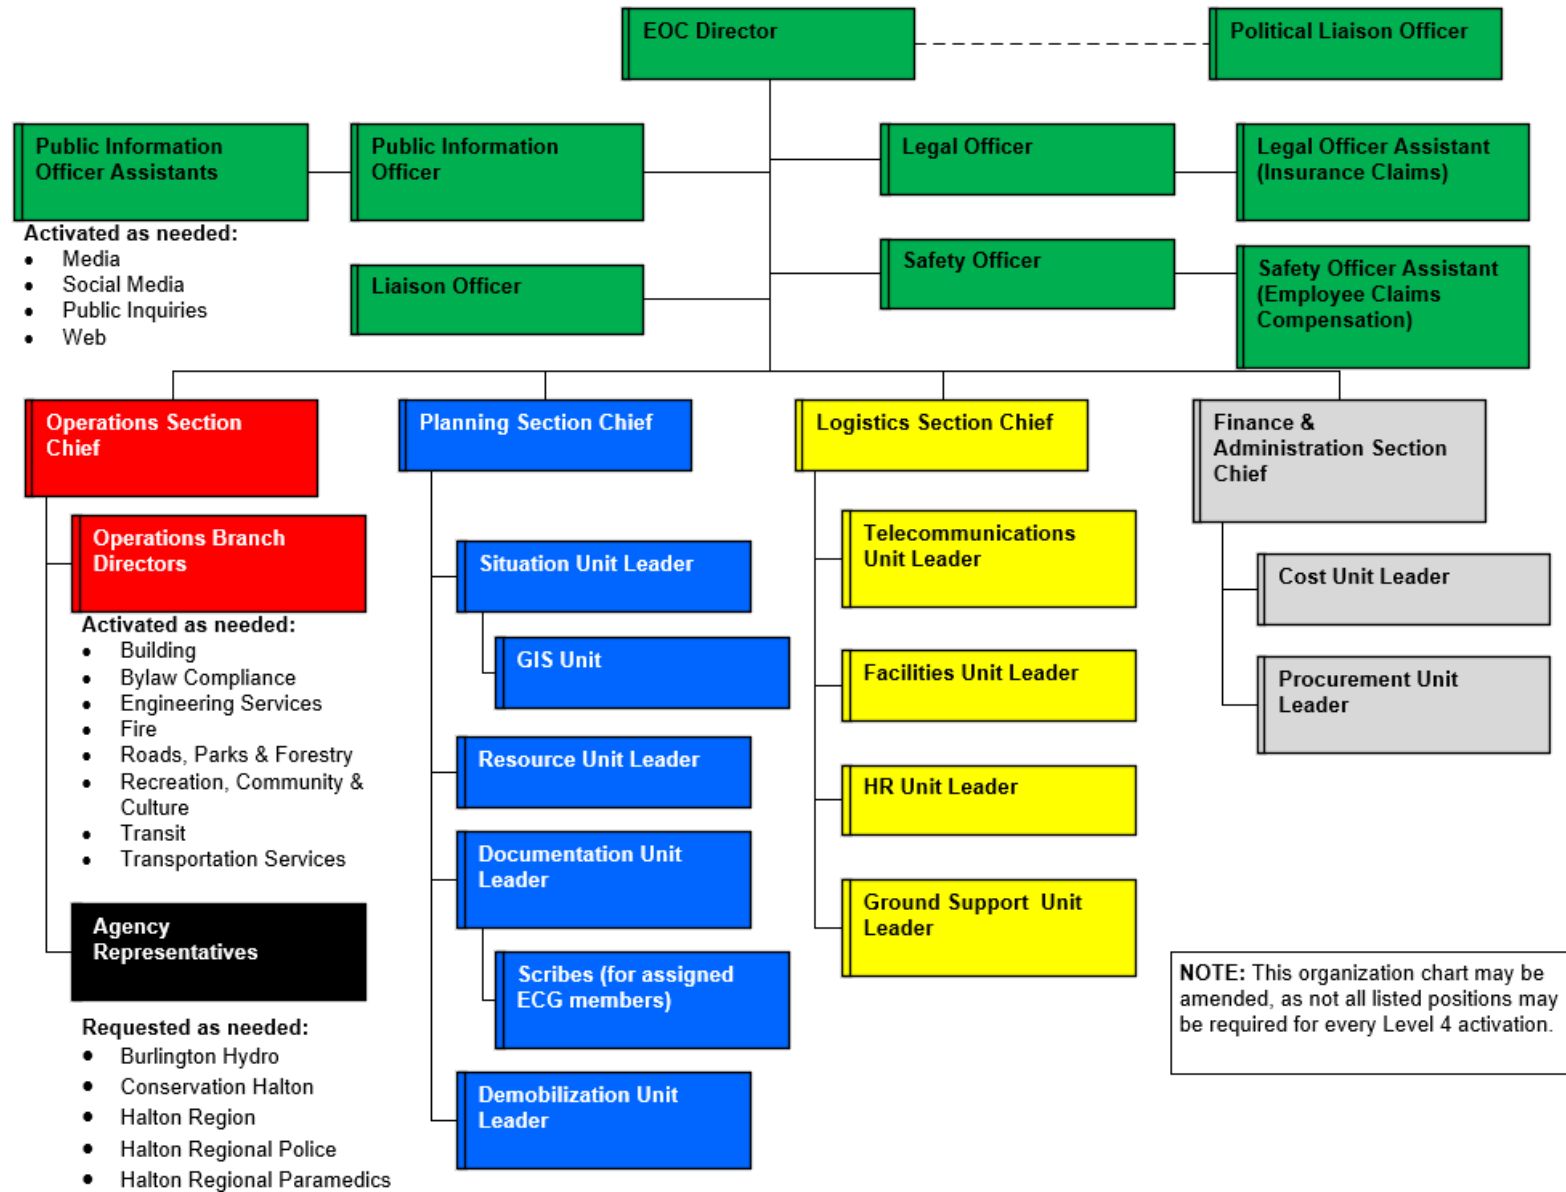 EOC Director
Political Liaison Officer
Public Information
Officer Assistants
Public Information
Officer
Legal Officer
Legal Officer Assistant
(Insurance Claims)
Activated as needed:
• Media
• Social Media
• Public Inquiries
• Web
Liaison Officer
Safety Officer
Safety Officer Assistant
(Employee Claims
Compensation)
Operations Section
Chief
Operations Branch
Directors
Activated as needed:
• Building
• Bylaw Compliance
• Engineering Services
• Fire
• Roads, Parks & Forestry
• Recreation, Community &
Culture
• Transit
• Transportation Services
Agency
Representatives
Requested as needed:
• Burlington Hydro
• Conservation Halton
• Halton Region
• Halton Regional Police
• Halton Regional Paramedics
Planning Section Chief
Situation Unit Leader
GIS Unit
Resource Unit Leader
Documentation Unit
Leader
Scribes (for assigned
ECG members)
Demobilization Unit
Leader
Logistics Section Chief
Telecommunications
Unit Leader
Facilities Unit Leader
HR Unit Leader
Ground Support Unit
Leader
Finance &
Administration Section
Chief
Cost Unit Leader
Procurement Unit
Leader
NOTE: This organization chart may be
amended, as not all listed positions may
be required for every Level 4 activation.